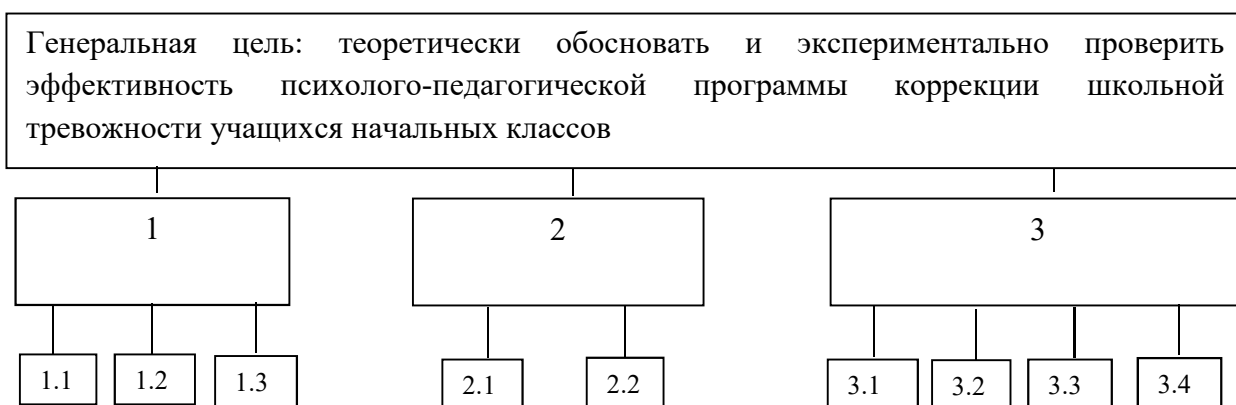 Генеральная цель: теоретически обосновать и экспериментально проверить
эффективность психолого-педагогической программы коррекции школьной
тревожности учащихся начальных классов
1 2 3
1.1 1.2 1.3 2.1 2.2 3.1 3.2 3.3 3.4